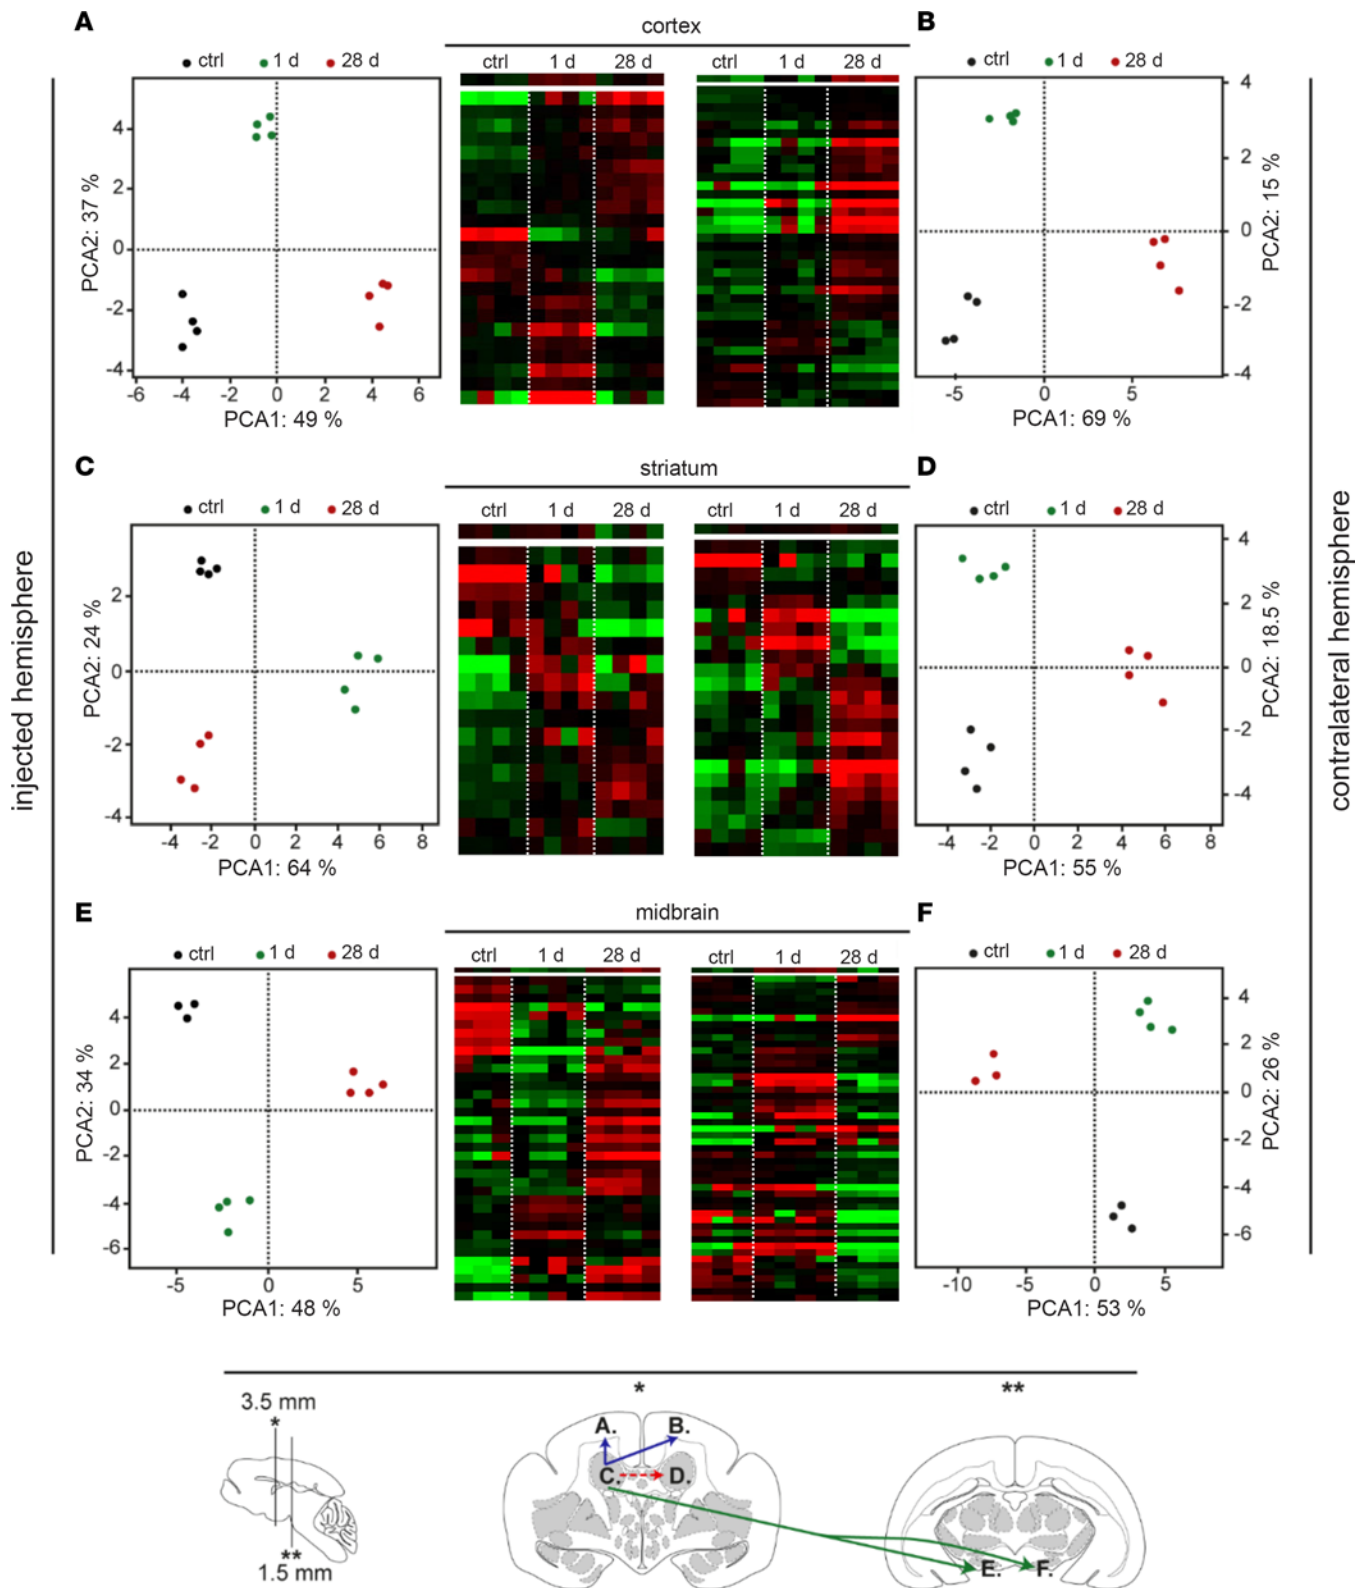 A
cortex
B
ctrl 1 d 28 d
ctrl 1 d 28 d
ctrl 1 d 28 d
ctrl 1 d 28 d
4
2
0
-2
-4
PCA2: 37 %
-6 -4 -2 0 2 4 6
PCA1: 49 %
4
2
0
-2
-4
PCA2: 15 %
-5 0 5
PCA1: 69 %
C
striatum
D
ctrl 1 d 28 d
ctrl 1 d 28 d
ctrl 1 d 28 d
ctrl 1 d 28 d
injected hemisphere
2
0
-2
-4
PCA2: 24 %
-4 -2 0 2 4 6 8
PCA1: 64 %
4
2
0
-2
-4
PCA2: 18.5 %
-4 -2 0 2 4 6 8
PCA1: 55 %
contralateral hemisphere
E
midbrain
F
ctrl 1 d 28 d
ctrl 1 d 28 d
ctrl 1 d 28 d
ctrl 1 d 28 d
4
2
0
-2
-4
-6
PCA2: 34 %
-5 0 5
PCA1: 48 %
4
2
0
-2
-4
-6
PCA2: 26 %
-10 -5 0 5
PCA1: 53 %
3.5 mm
*
**
1.5 mm
*
A. B.
C. D.
**
E. F.